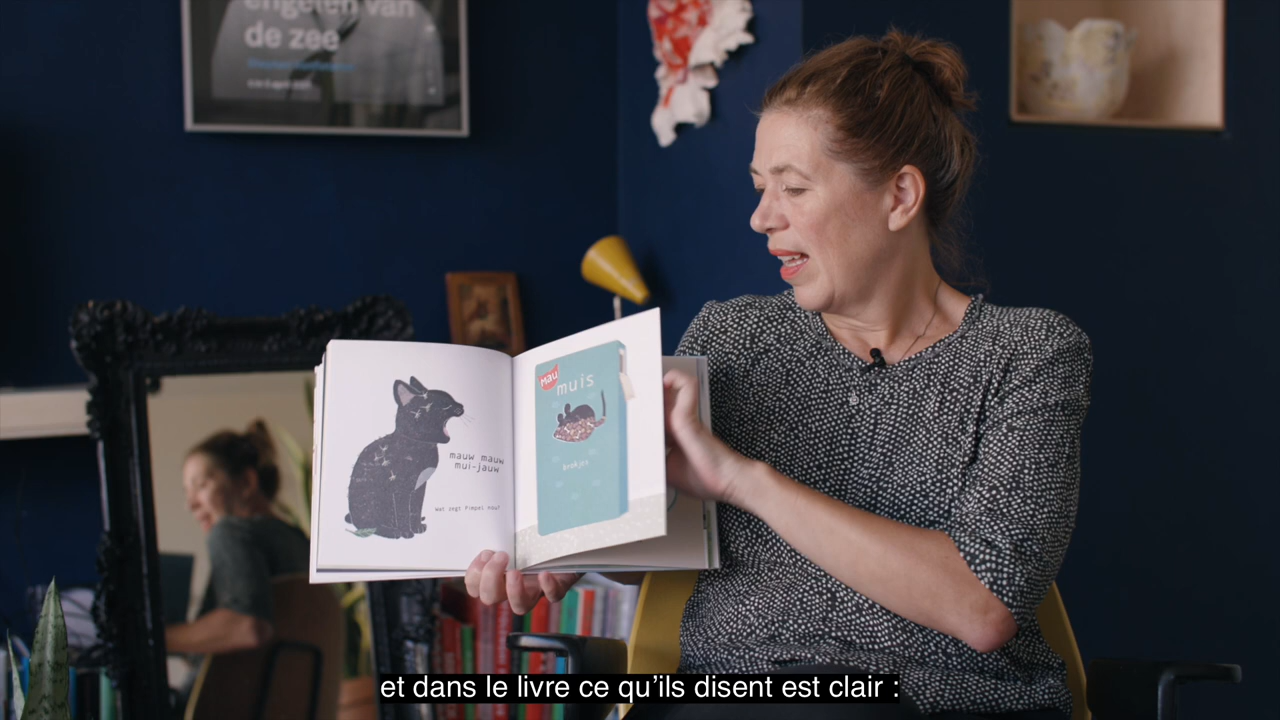 engelen van
de zee
mauw mauw
mui-jauw
Wat zegt Pimpel nou?
Mau
muis
brokjes
et dans le livre ce qu'ils disent est clair :